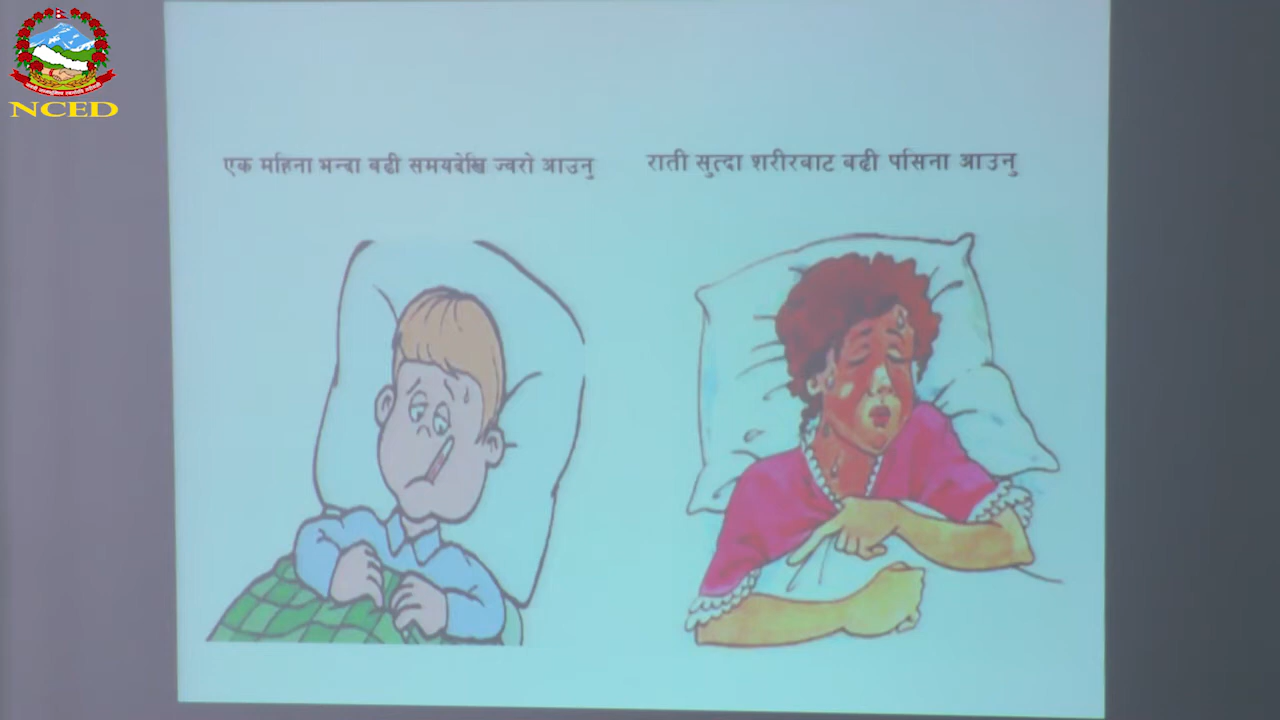 NCED
एक महिना भन्दा बढी समयदेखि ज्वरो आउनु
राती सुत्दा शरीरबाट बढी पसिना आउनु